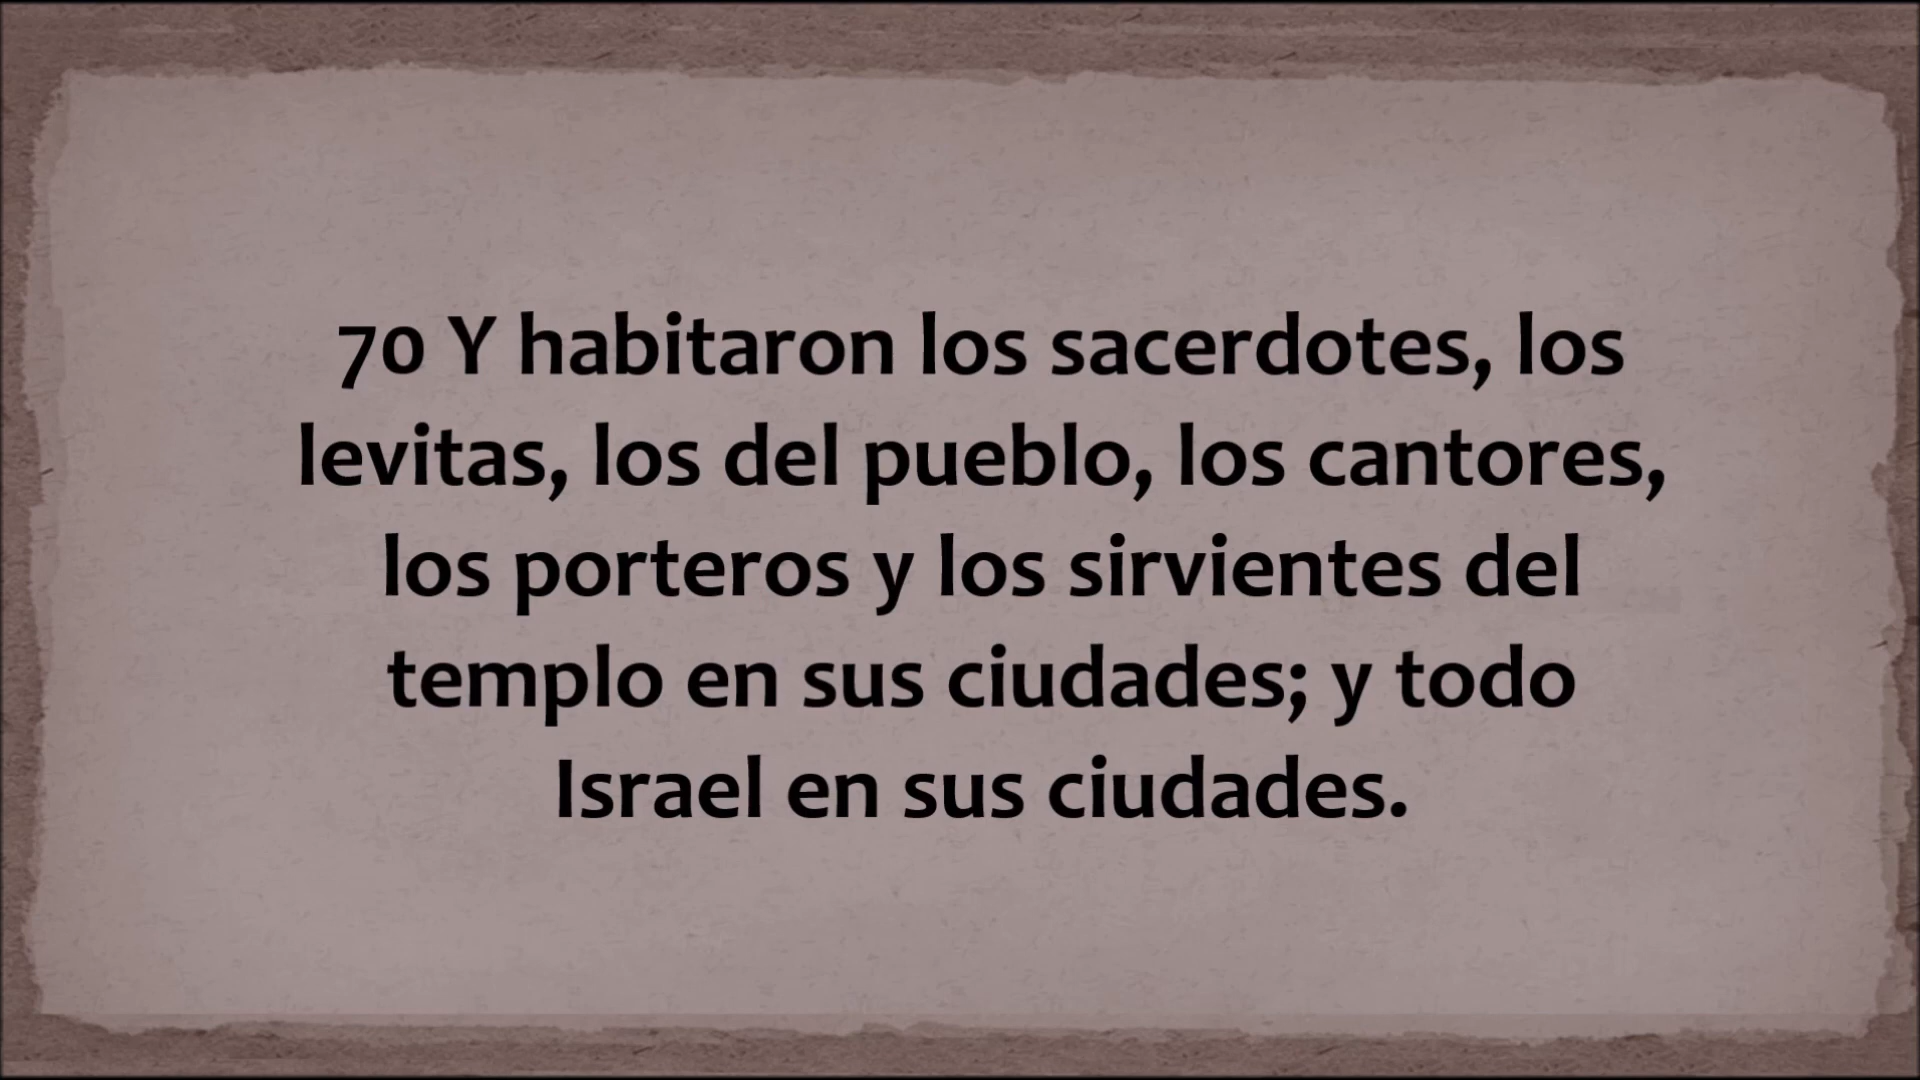 70 Y habitaron los sacerdotes, los
levitas, los del pueblo, los cantores,
los porteros y los sirvientes del
templo en sus ciudades; y todo
Israel en sus ciudades.